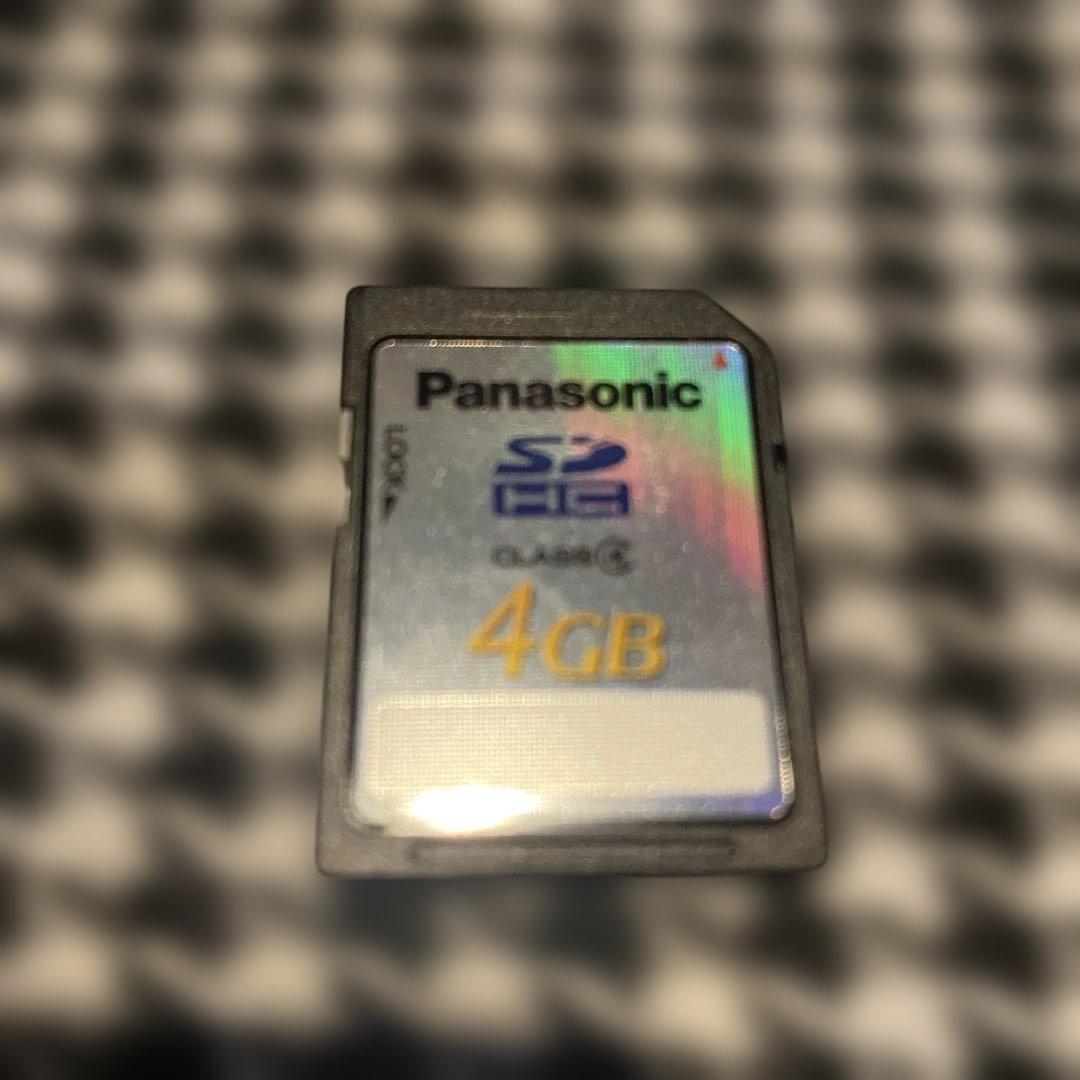 Panasonic
LOCK
SD
HC
CLASS
4GB